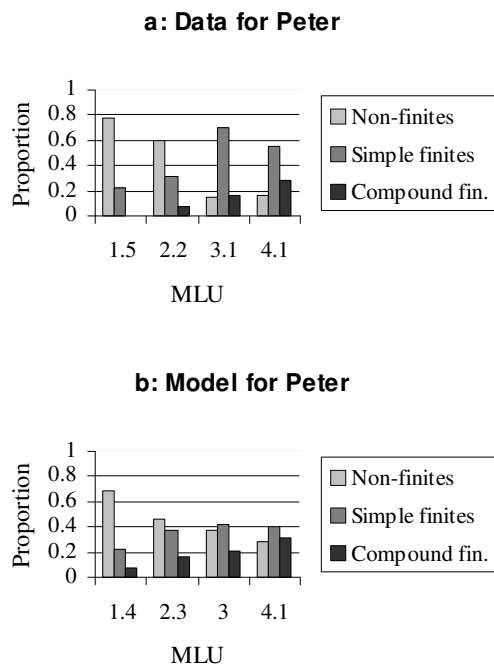 a: Data for Peter
1
0.8
0.6
0.4
0.2
0
Proportion
1.5 2.2 3.1 4.1
MLU
Non-finites
Simple finites
Compound fin.
b: Model for Peter
1
0.8
0.6
0.4
0.2
0
Proportion
1.4 2.3 3 4.1
MLU
Non-finites
Simple finites
Compound fin.